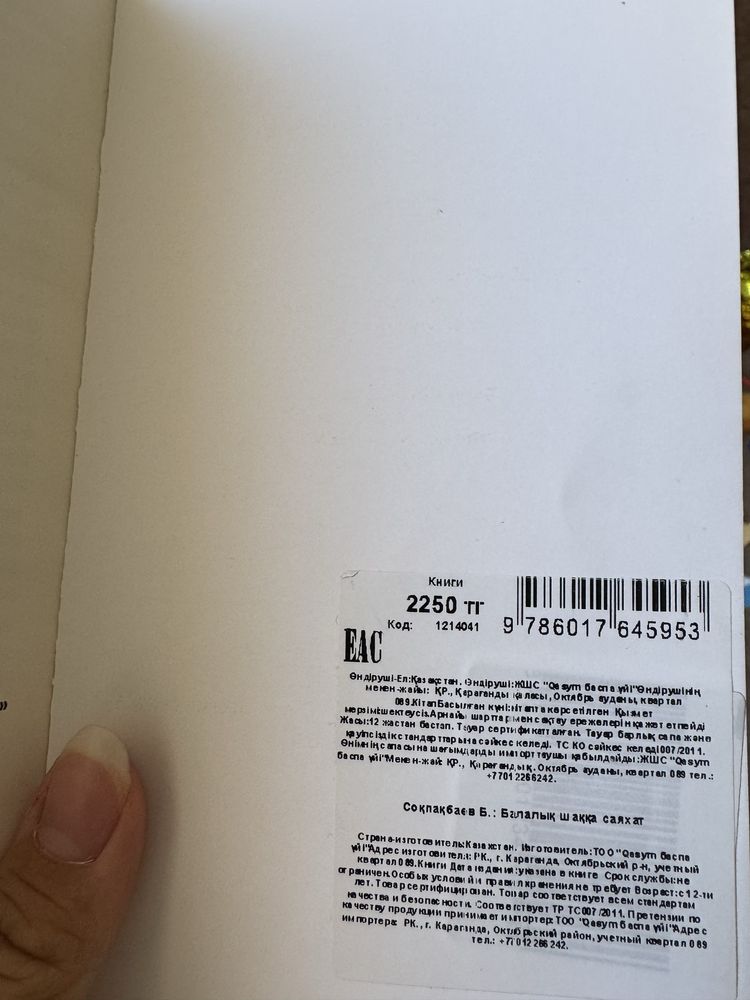 »
Книги
2250 тг
Код: 1214041
9 786017 645953
EAC
Өндіруші-Ел:Қазақстан. Өндіруші:ЖШС "Qasym баспа үйі"Өндірушінің
менен-жайы: ҚР., Қарағанды қаласы,Октябрь ауданы, квартал
089.КітапБасылған күні:кітапта көрсетілген Қызмет
мерзімі:шектеусіз.Арнайы шарттар мен сақтау ережелерін қажет етпейді
Жасы:12 жастан бастап. Тауар сертификатталған. Тауар барлық сапа және
қауіпсіздік стандарттарына сәйкес келеді. ТС КО сәйкес келеді007/2011.
Өнімнің сапасына шағымдарды импорттаушы қабылдайды:ЖШС "Qasym
баспа үйі"Мекен-жай: ҚР., Қарағанды қ. Октябрь ауданы, квартал 089 тел.:
+77012266242.
Соқпақбаев Б.: Балалық шаққа саяхат
Страна-изготовитель:Казахстан. Изготовитель:ТОО "Qasym баспа
үйі"Адрес изготовителя: РК., г. Караганда, Октябрьский р-н, учетный
квартал 089.Книги Дата издания:указана в книге Срок службы:не
ограничен.Особых условий и правил хранения не требует Возраст:с 12-ти
лет. Товар сертифицирован. Товар соответствует всем стандартам
качества и безопасности. Соответствует ТР ТС007/2011. Претензии по
качеству продукции принимает импортер:ТОО "Qasym баспа үйі"Адрес
импортера: РК., г. Караганда, Октябрьский район, учетный квартал 089
тел.: +77012266242.